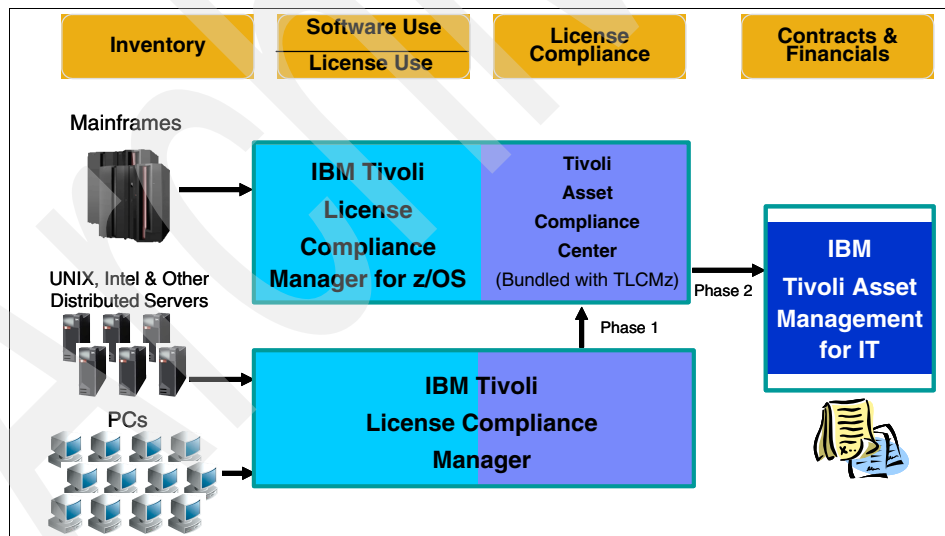 Inventory
Software Use
License Use
License
Compliance
Contracts &
Financials
Mainframes
IBM Tivoli
License
Compliance
Manager for z/OS
Tivoli
Asset
Compliance
Center
(Bundled with TLCMz)
UNIX, Intel & Other
Distributed Servers
Phase 2
IBM
Tivoli Asset
Management
for IT
Phase 1
IBM Tivoli
License Compliance
Manager
PCs